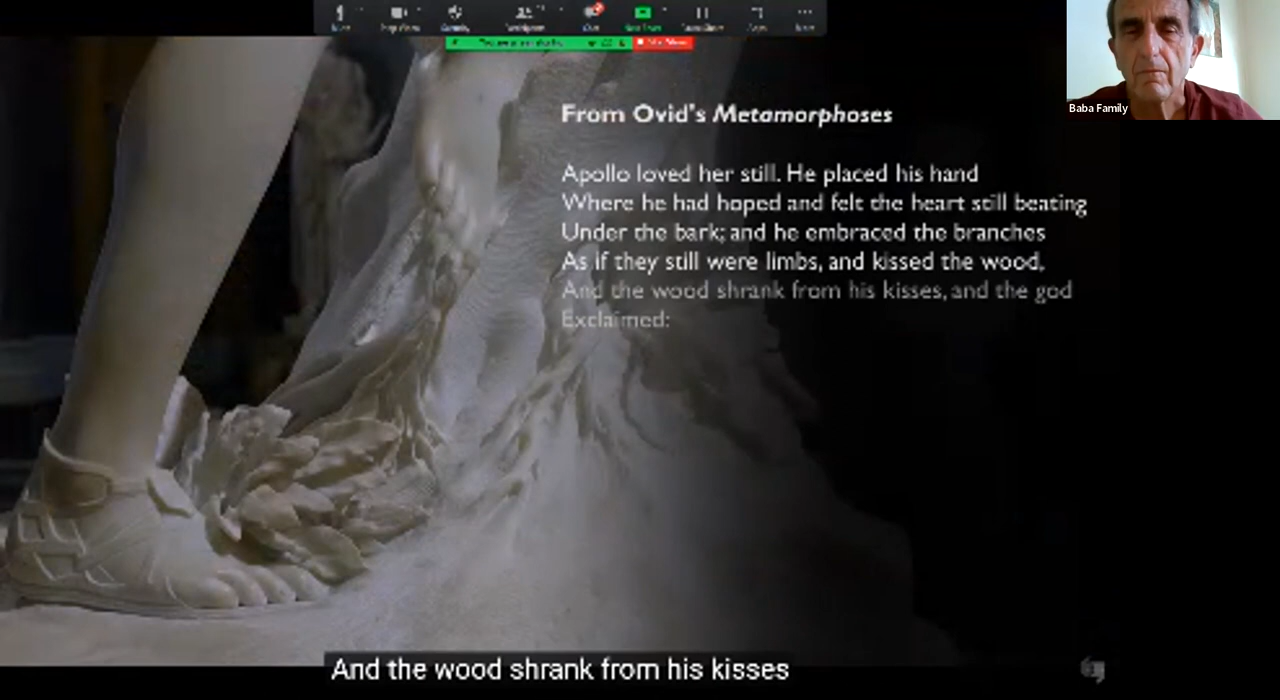 Baba Family
From Ovid's Metamorphoses
Apollo loved her still. He placed his hand
Where he had hoped and felt the heart still beating
Under the bark; and he embraced the branches
As if they still were limbs, and kissed the wood,
And the wood shrank from his kisses, and the god
Exclaimed:
And the wood shrank from his kisses